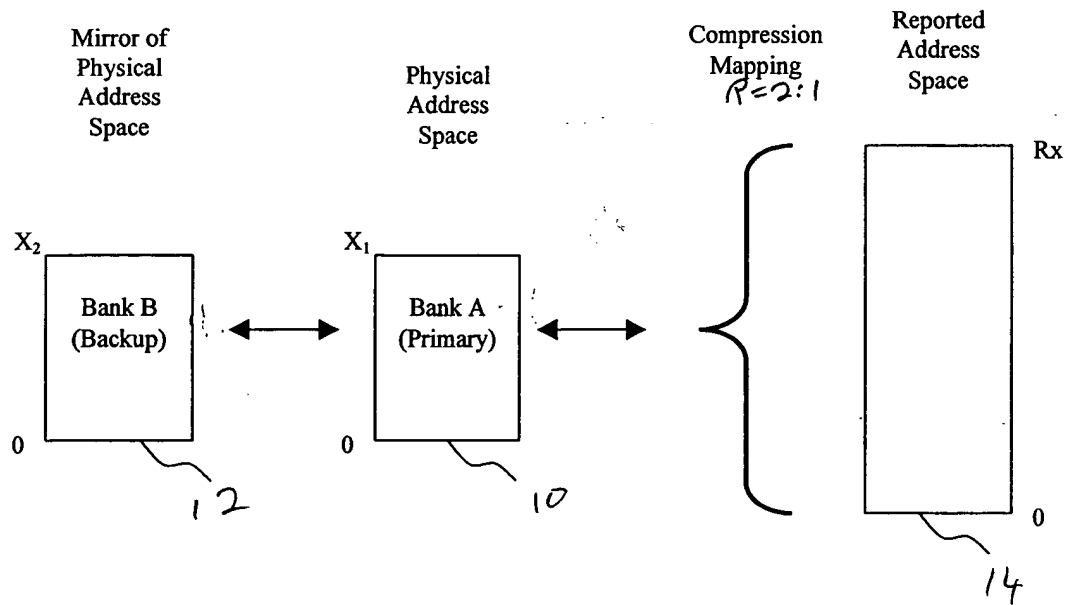 Mirror of
Physical
Address
Space
Physical
Address
Space
Compression
Mapping
P=2:1
Reported
Address
Space
X₂
Bank B
(Backup)
0
12
X₁
Bank A
(Primary)
0
10
Rx
0
14